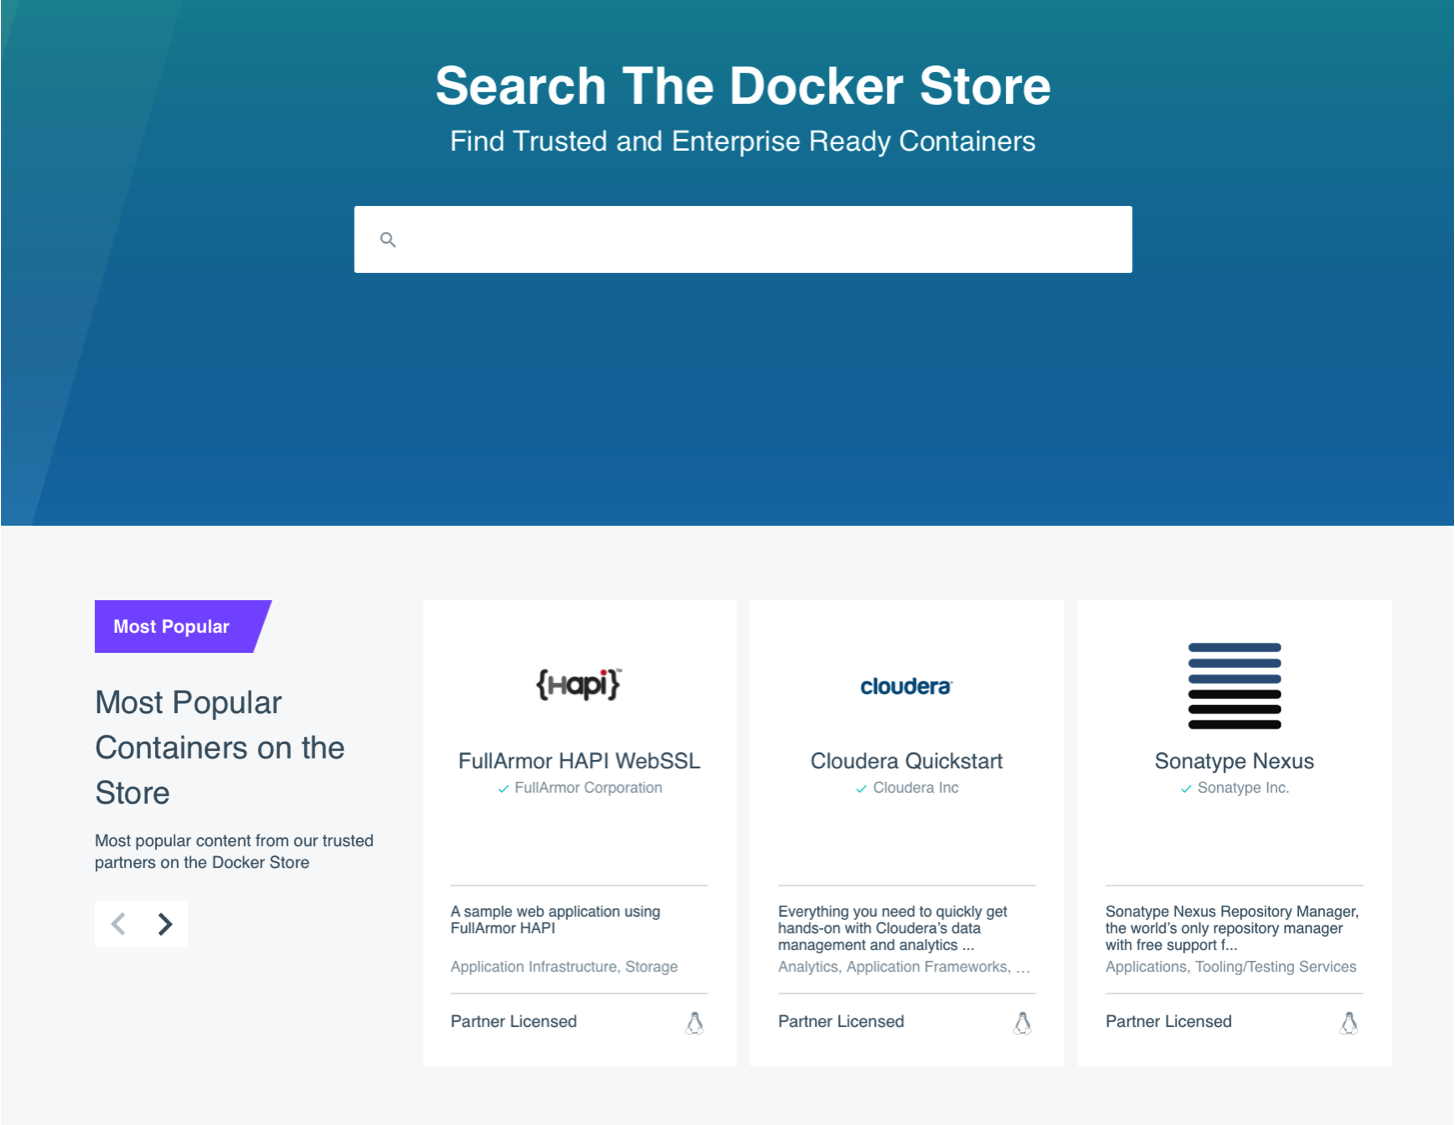 Search The Docker Store
Find Trusted and Enterprise Ready Containers
Most Popular
Most Popular
Containers on the
Store
Most popular content from our trusted
partners on the Docker Store
{Hapi}™
FullArmor HAPI WebSSL
FullArmor Corporation
A sample web application using
FullArmor HAPI
Application Infrastructure, Storage
Partner Licensed
cloudera
Cloudera Quickstart
Cloudera Inc
Everything you need to quickly get
hands-on with Cloudera’s data
management and analytics ...
Analytics, Application Frameworks, ...
Partner Licensed
Sonatype Nexus
Sonatype Inc.
Sonatype Nexus Repository Manager,
the world’s only repository manager
with free support f...
Applications, Tooling/Testing Services
Partner Licensed